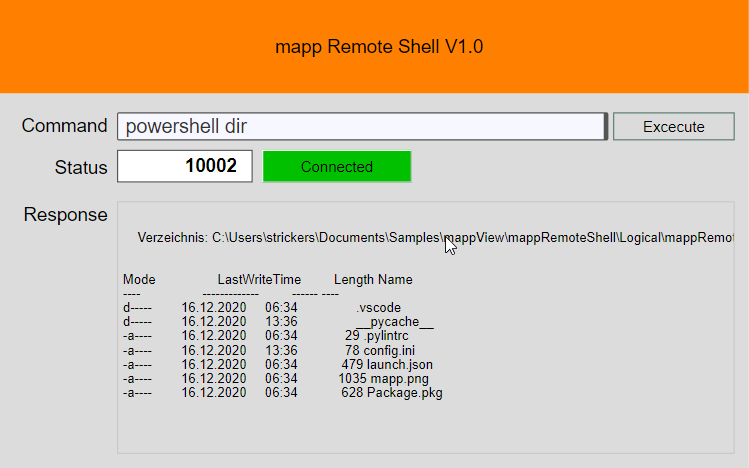 mapp Remote Shell V1.0
Command powershell dir Excecute
Status 10002 Connected
Response
Verzeichnis: C:\Users\strickers\Documents\Samples\mappView\mappRemoteShell\Logical\mappRemot
Mode LastWriteTime Length Name
---- ------------- ------ ----
d----- 16.12.2020 06:34 .vscode
d----- 16.12.2020 13:36 __pycache__
-a---- 16.12.2020 06:34 29 .pylintrc
-a---- 16.12.2020 13:36 78 config.ini
-a---- 16.12.2020 06:34 479 launch.json
-a---- 16.12.2020 06:34 1035 mapp.png
-a---- 16.12.2020 06:34 628 Package.pkg